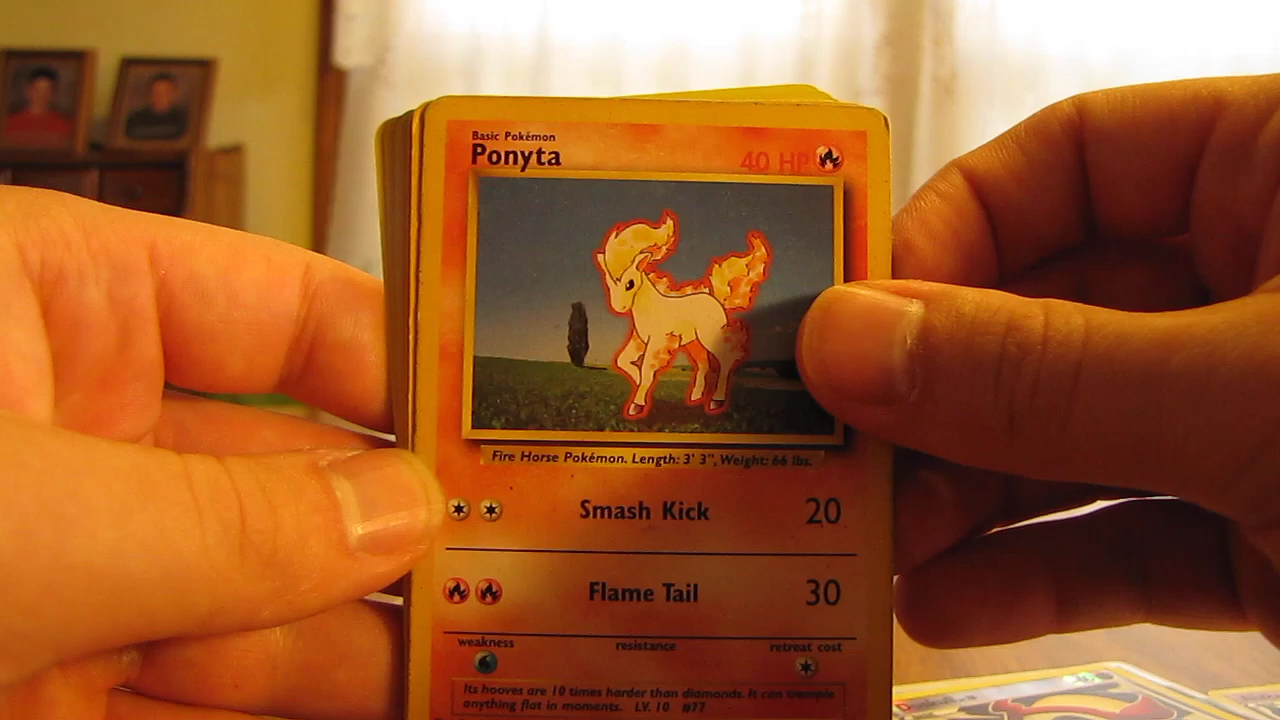 Basic Pokémon
Ponyta 40 HP
Fire Horse Pokémon. Length: 3' 3", Weight: 66 lbs.
Smash Kick 20
Flame Tail 30
weakness resistance retreat cost
Its hooves are 10 times harder than diamonds. It can trample
anything flat in moments. LV. 10 #77